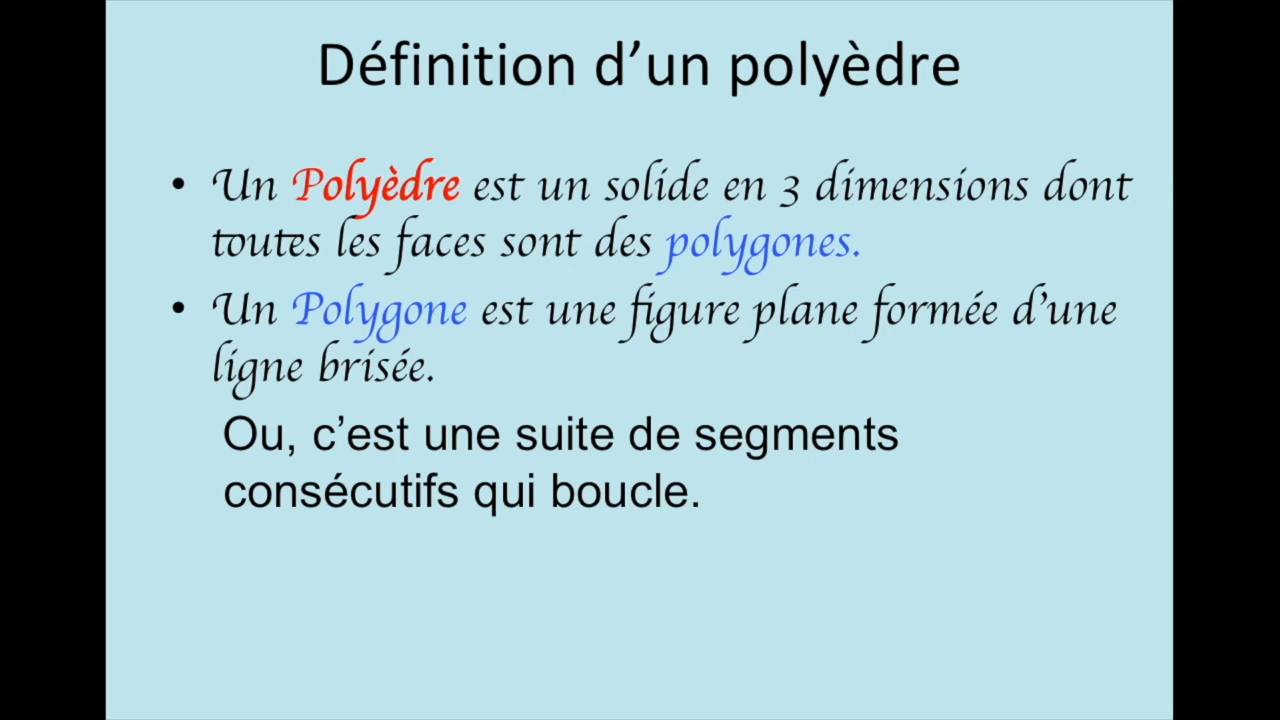 Définition d’un polyèdre
• Un Polyèdre est un solide en 3 dimensions dont
toutes les faces sont des polygones.
• Un Polygone est une figure plane formée d’une
ligne brisée.
Ou, c’est une suite de segments
consécutifs qui boucle.